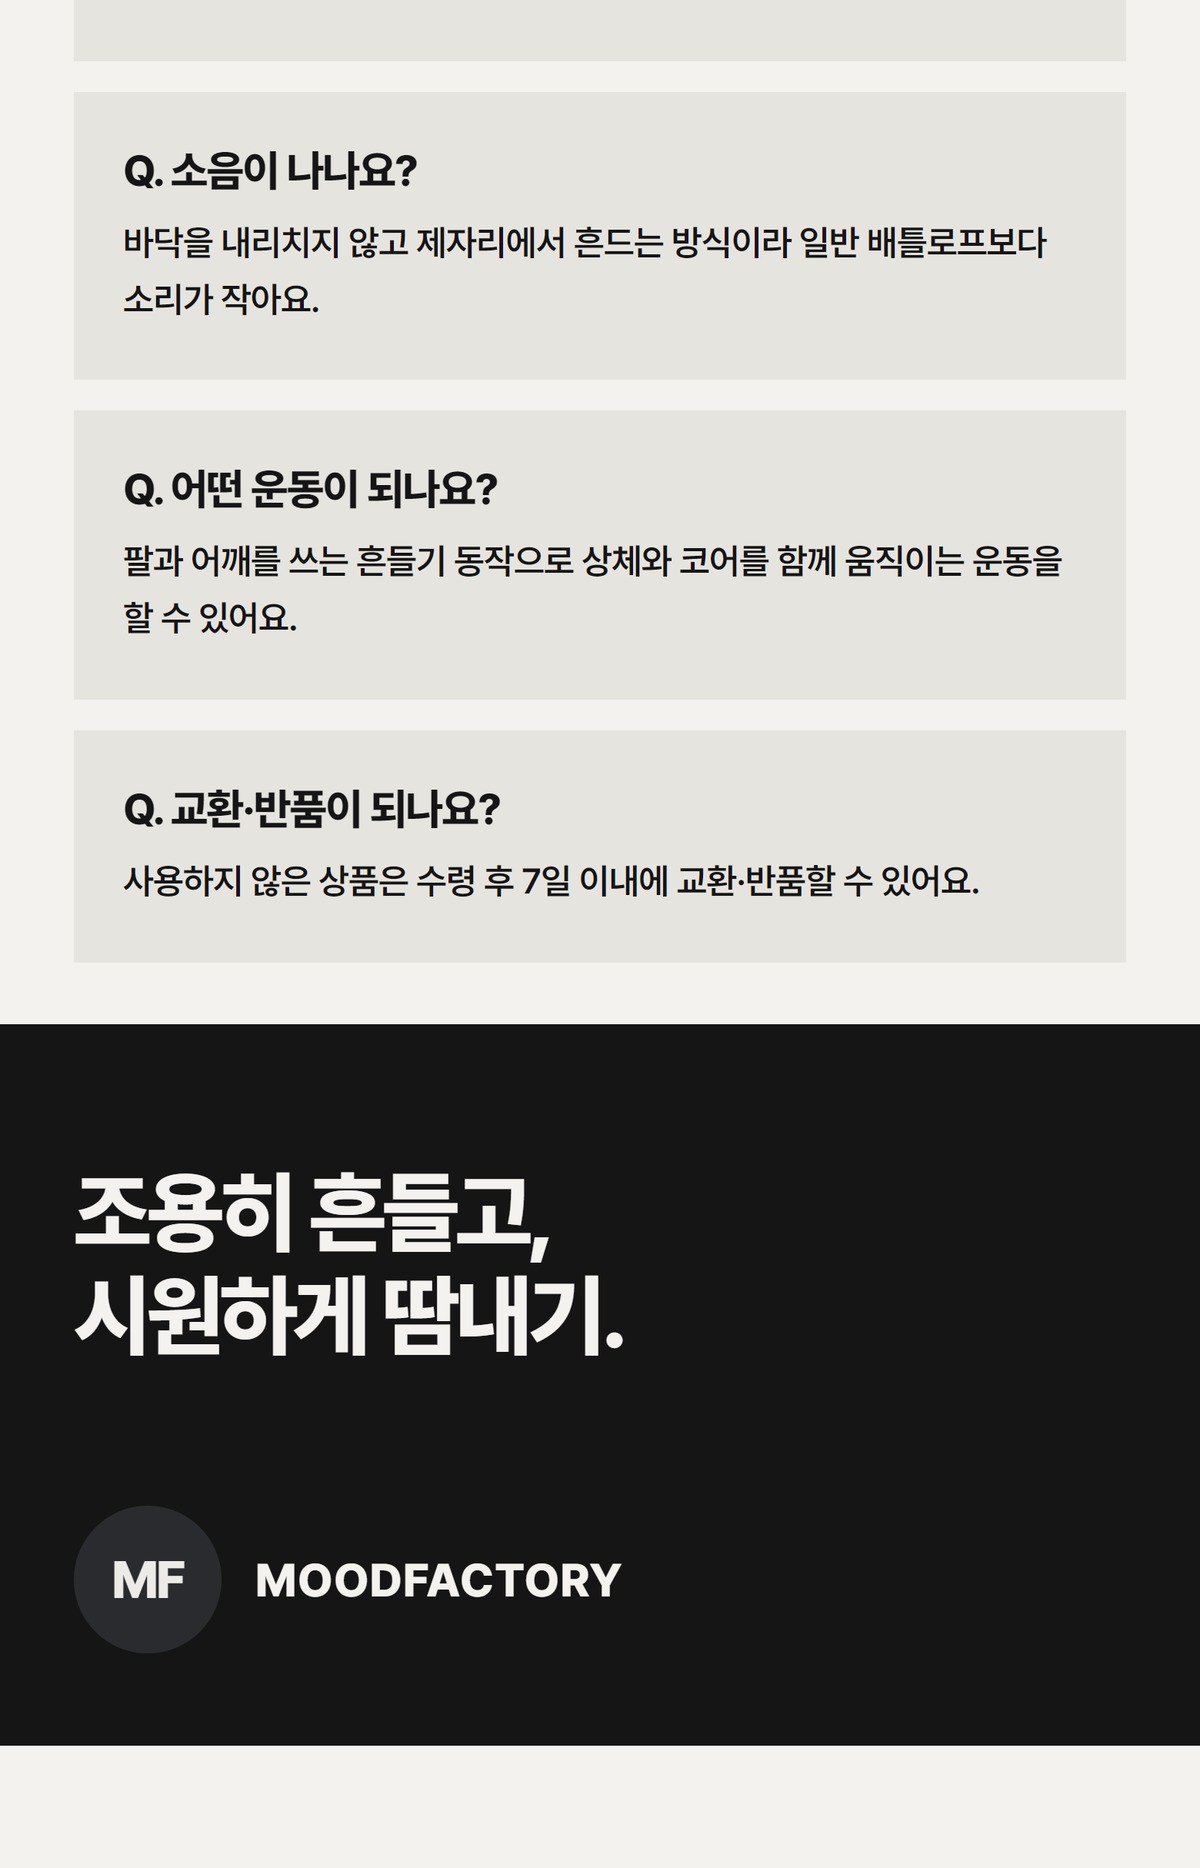 Q. 소음이 나나요?
바닥을 내리치지 않고 제자리에서 흔드는 방식이라 일반 배틀로프보다
소리가 작아요.
Q. 어떤 운동이 되나요?
팔과 어깨를 쓰는 흔들기 동작으로 상체와 코어를 함께 움직이는 운동을
할 수 있어요.
Q. 교환·반품이 되나요?
사용하지 않은 상품은 수령 후 7일 이내에 교환·반품할 수 있어요.
조용히 흔들고,
시원하게 땀내기.
MF MOODFACTORY